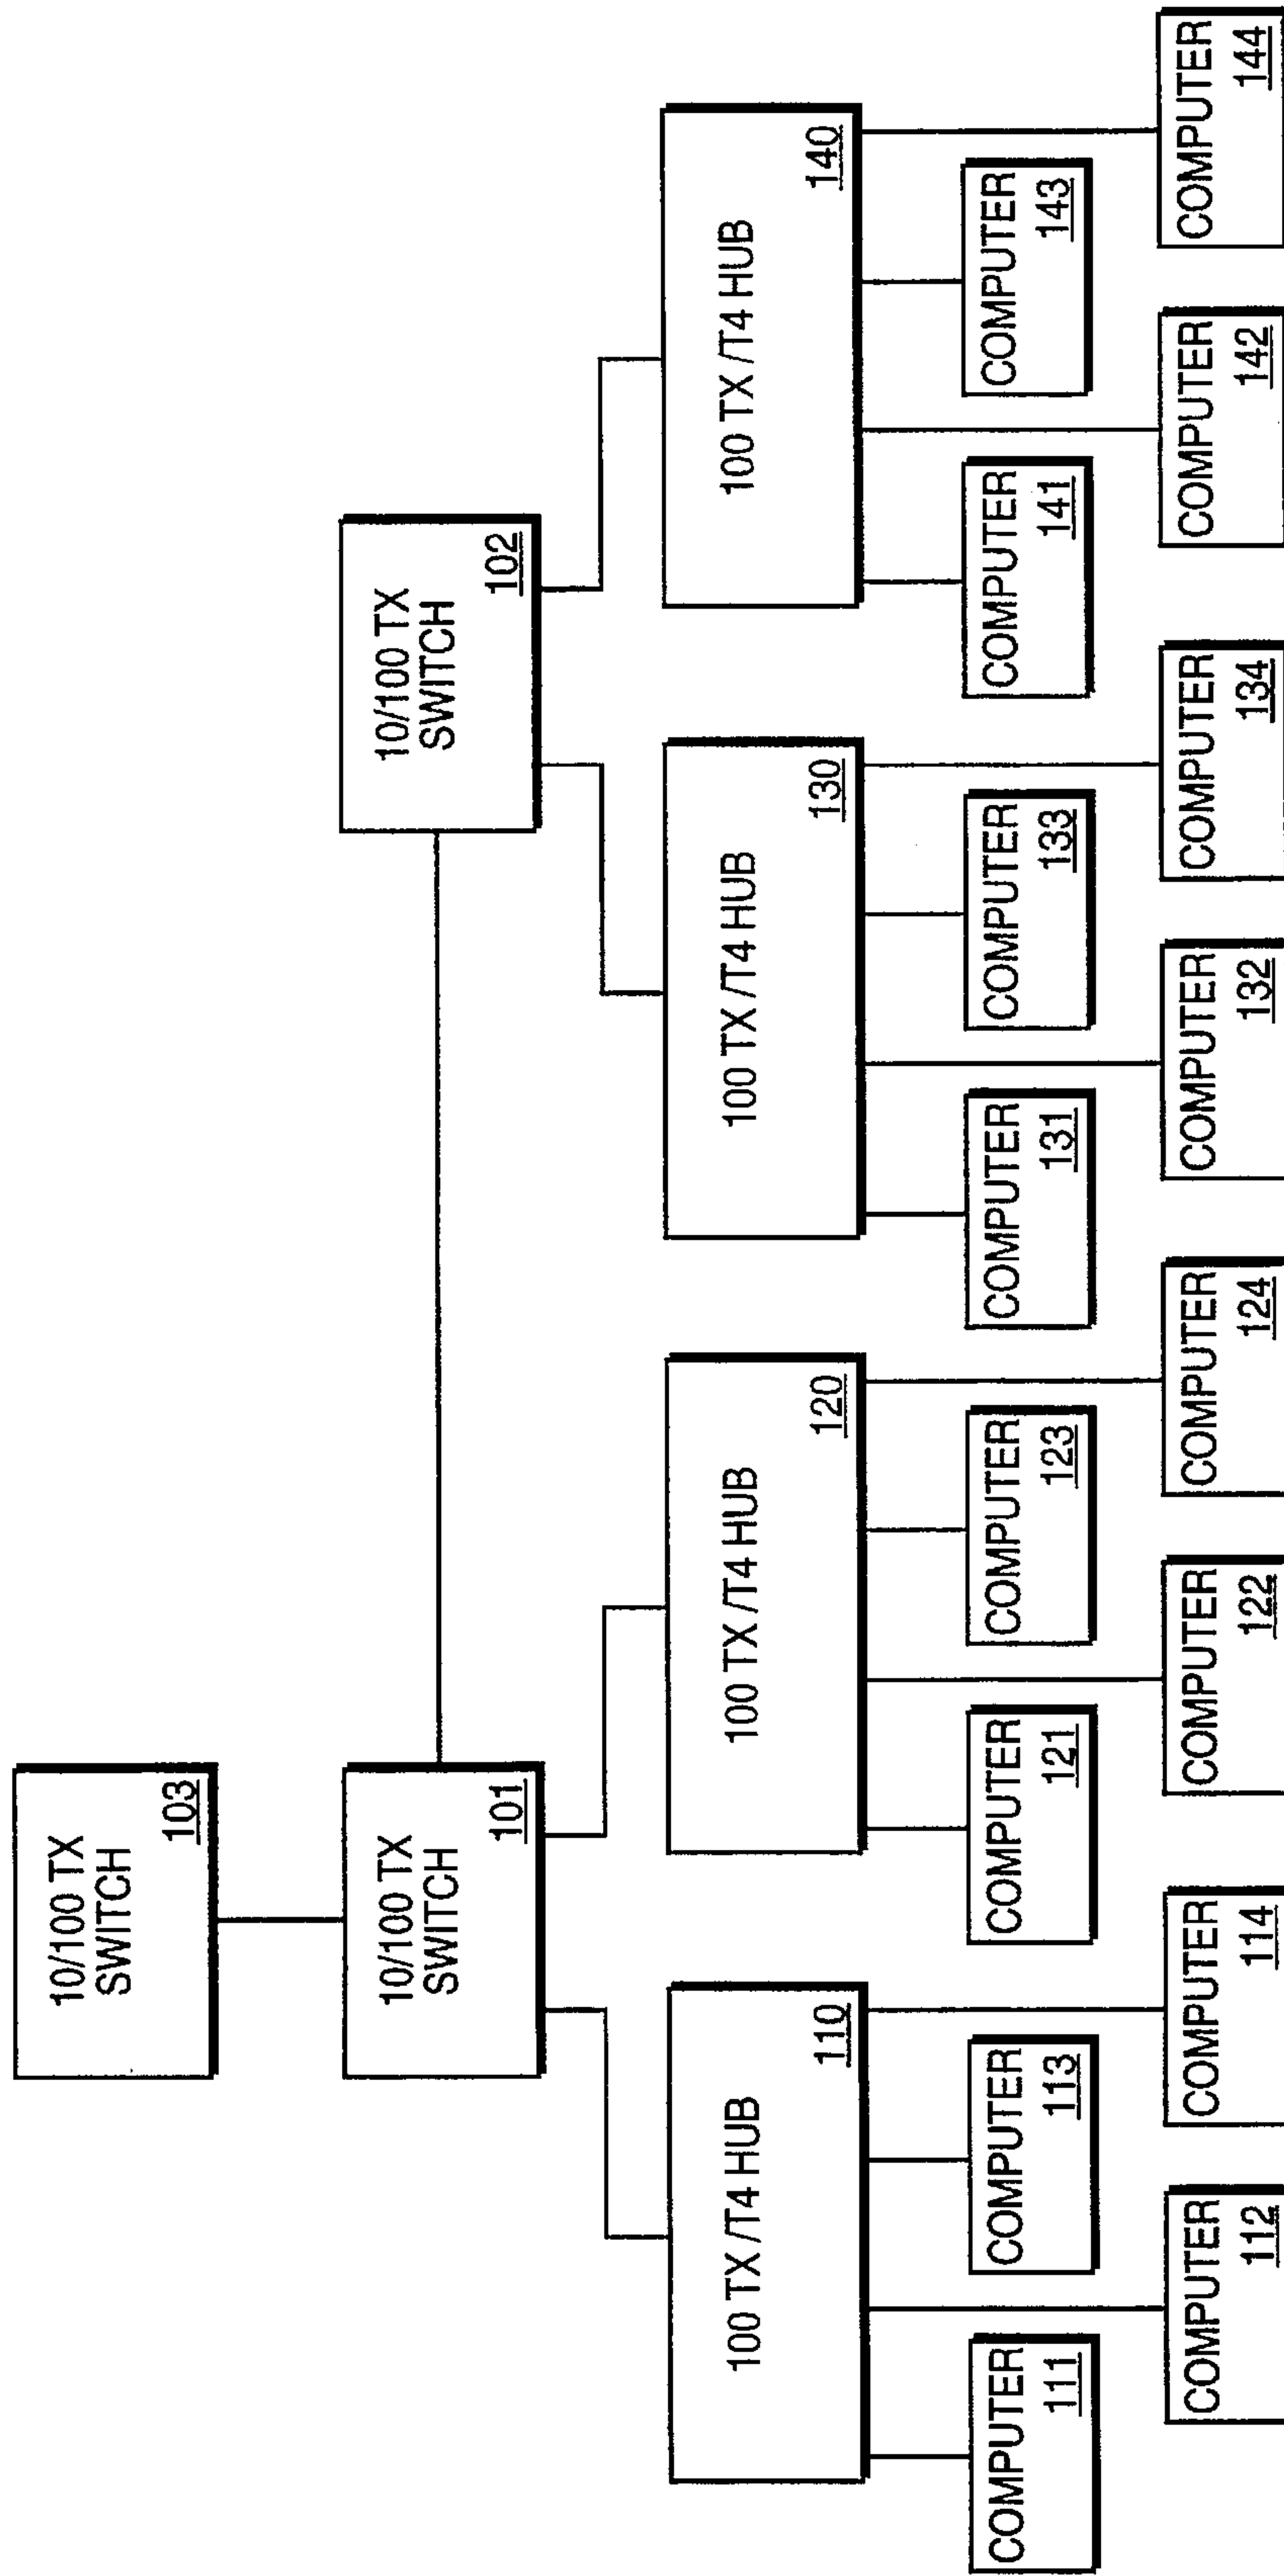 10/100 TX
SWITCH
103
10/100 TX
SWITCH
101
10/100 TX
SWITCH
102
100 TX /T4 HUB
110
100 TX /T4 HUB
120
100 TX /T4 HUB
130
100 TX /T4 HUB
140
COMPUTER
111
COMPUTER
113
COMPUTER
121
COMPUTER
123
COMPUTER
131
COMPUTER
133
COMPUTER
141
COMPUTER
143
COMPUTER
112
COMPUTER
114
COMPUTER
122
COMPUTER
124
COMPUTER
132
COMPUTER
134
COMPUTER
142
COMPUTER
144